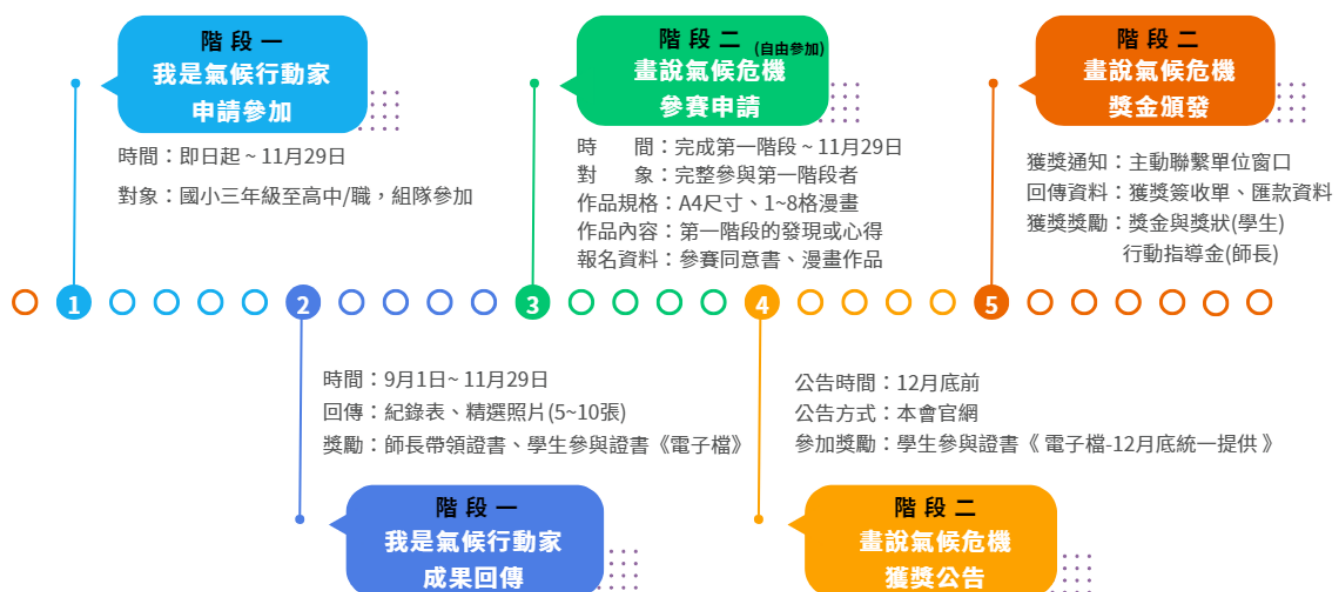 階段一
我是氣候行動家
申請參加
時間：即日起 ~ 11月29日
對象：國小三年級至高中/職，組隊參加
階段二 (自由參加)
畫說氣候危機
參賽申請
時　　間：完成第一階段 ~ 11月29日
對　　象：完整參與第一階段者
作品規格：A4尺寸、1~8格漫畫
作品內容：第一階段的發現或心得
報名資料：參賽同意書、漫畫作品
階段二
畫說氣候危機
獎金頒發
獲獎通知：主動聯繫單位窗口
回傳資料：獲獎簽收單、匯款資料
獲獎獎勵：獎金與獎狀(學生)
行動指導金(師長)
1 2 3 4 5
時間：9月1日~ 11月29日
回傳：紀錄表、精選照片(5~10張)
獎勵：師長帶領證書、學生參與證書《電子檔》
階段一
我是氣候行動家
成果回傳
公告時間：12月底前
公告方式：本會官網
參加獎勵：學生參與證書《 電子檔-12月底統一提供 》
階段二
畫說氣候危機
獲獎公告